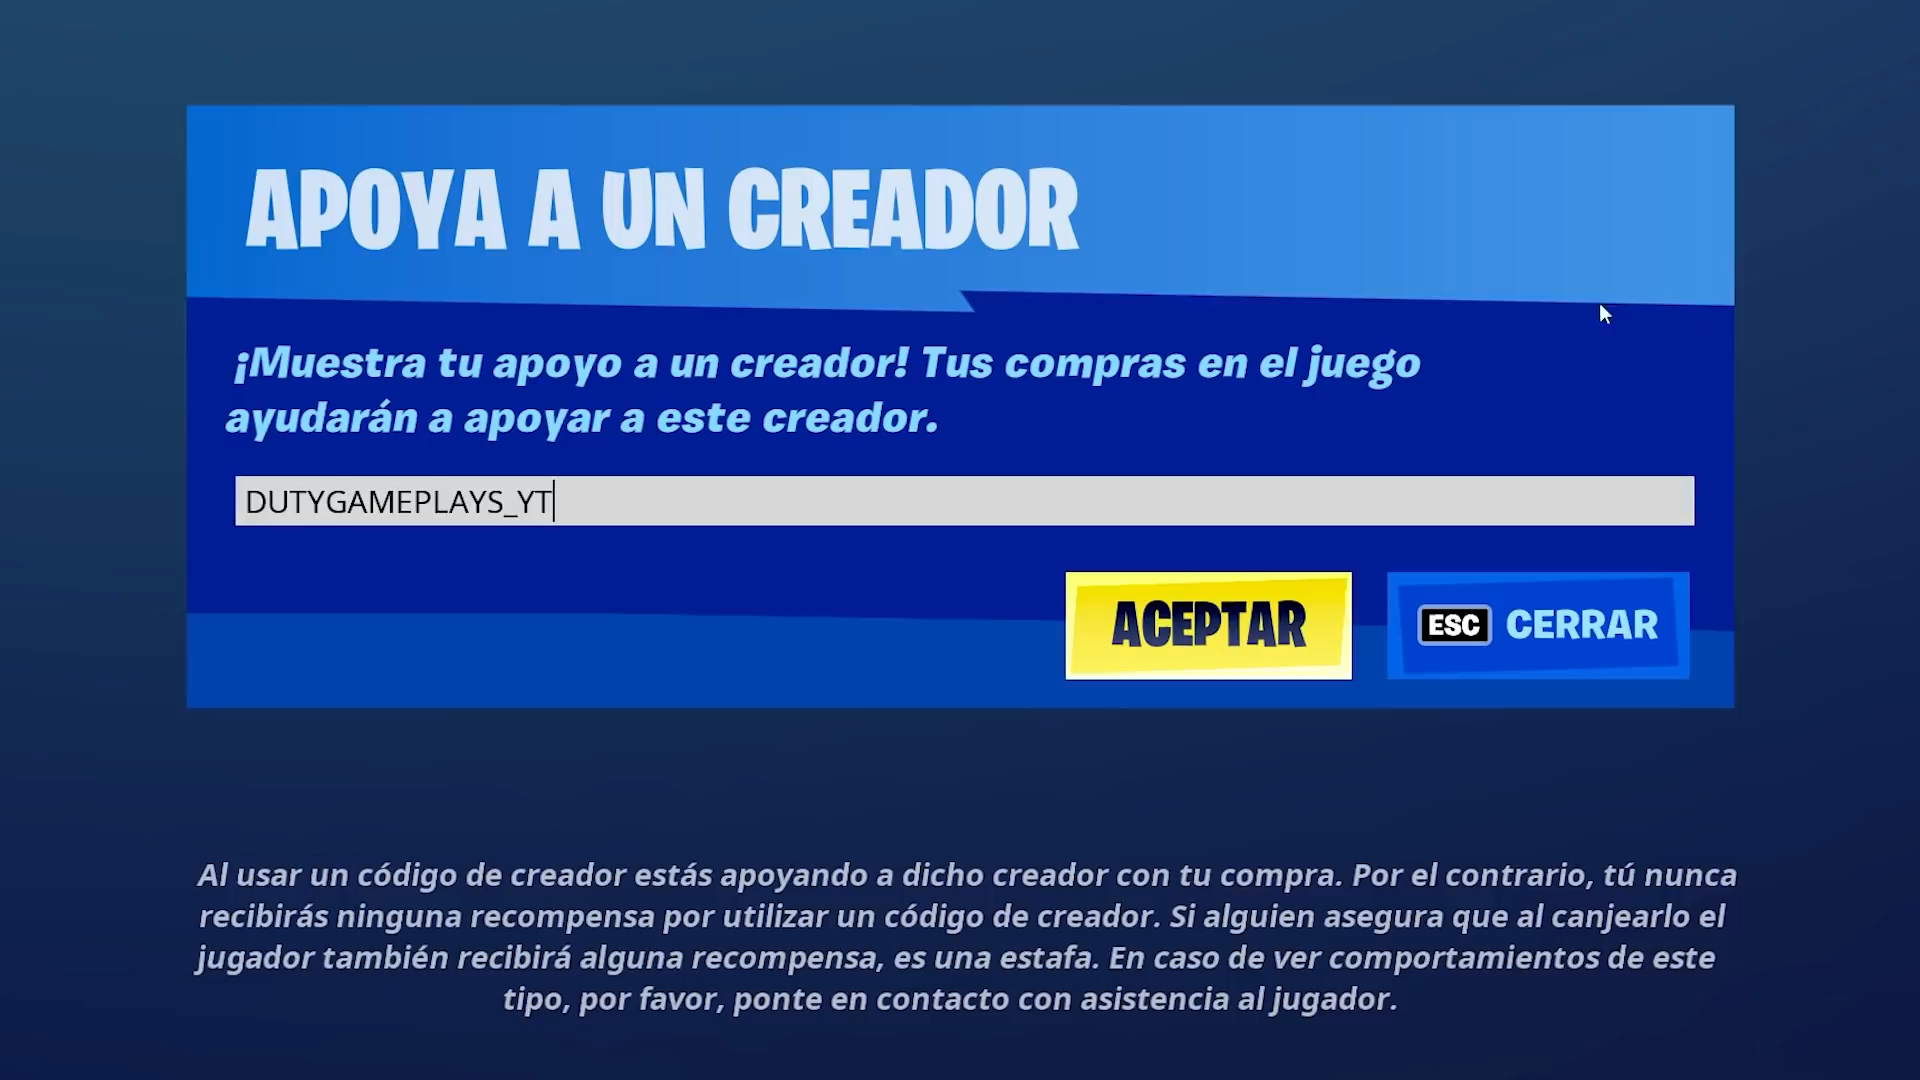 APOYA A UN CREADOR
¡Muestra tu apoyo a un creador! Tus compras en el juego
ayudarán a apoyar a este creador.
DUTYGAMEPLAYS_YT
ACEPTAR
ESC CERRAR
Al usar un código de creador estás apoyando a dicho creador con tu compra. Por el contrario, tú nunca
recibirás ninguna recompensa por utilizar un código de creador. Si alguien asegura que al canjearlo el
jugador también recibirá alguna recompensa, es una estafa. En caso de ver comportamientos de este
tipo, por favor, ponte en contacto con asistencia al jugador.